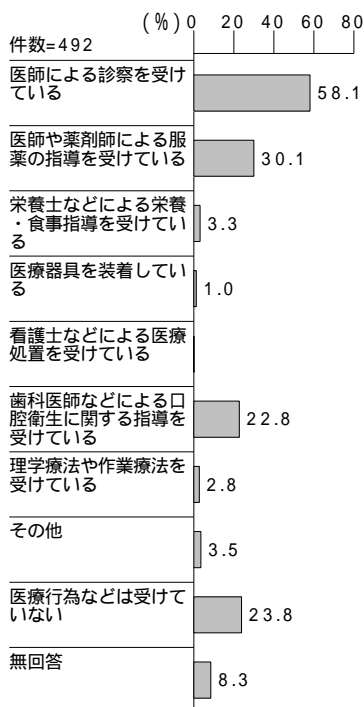 (%) 0 20 40 60 80
件数=492
医師による診察を受け
ている
58.1
医師や薬剤師による服
薬の指導を受けている
30.1
栄養士などによる栄養
・食事指導を受けてい
る
3.3
医療器具を装着してい
る
1.0
看護士などによる医療
処置を受けている
歯科医師などによる口
腔衛生に関する指導を
受けている
22.8
理学療法や作業療法を
受けている
2.8
その他
3.5
医療行為などは受けて
いない
23.8
無回答
8.3